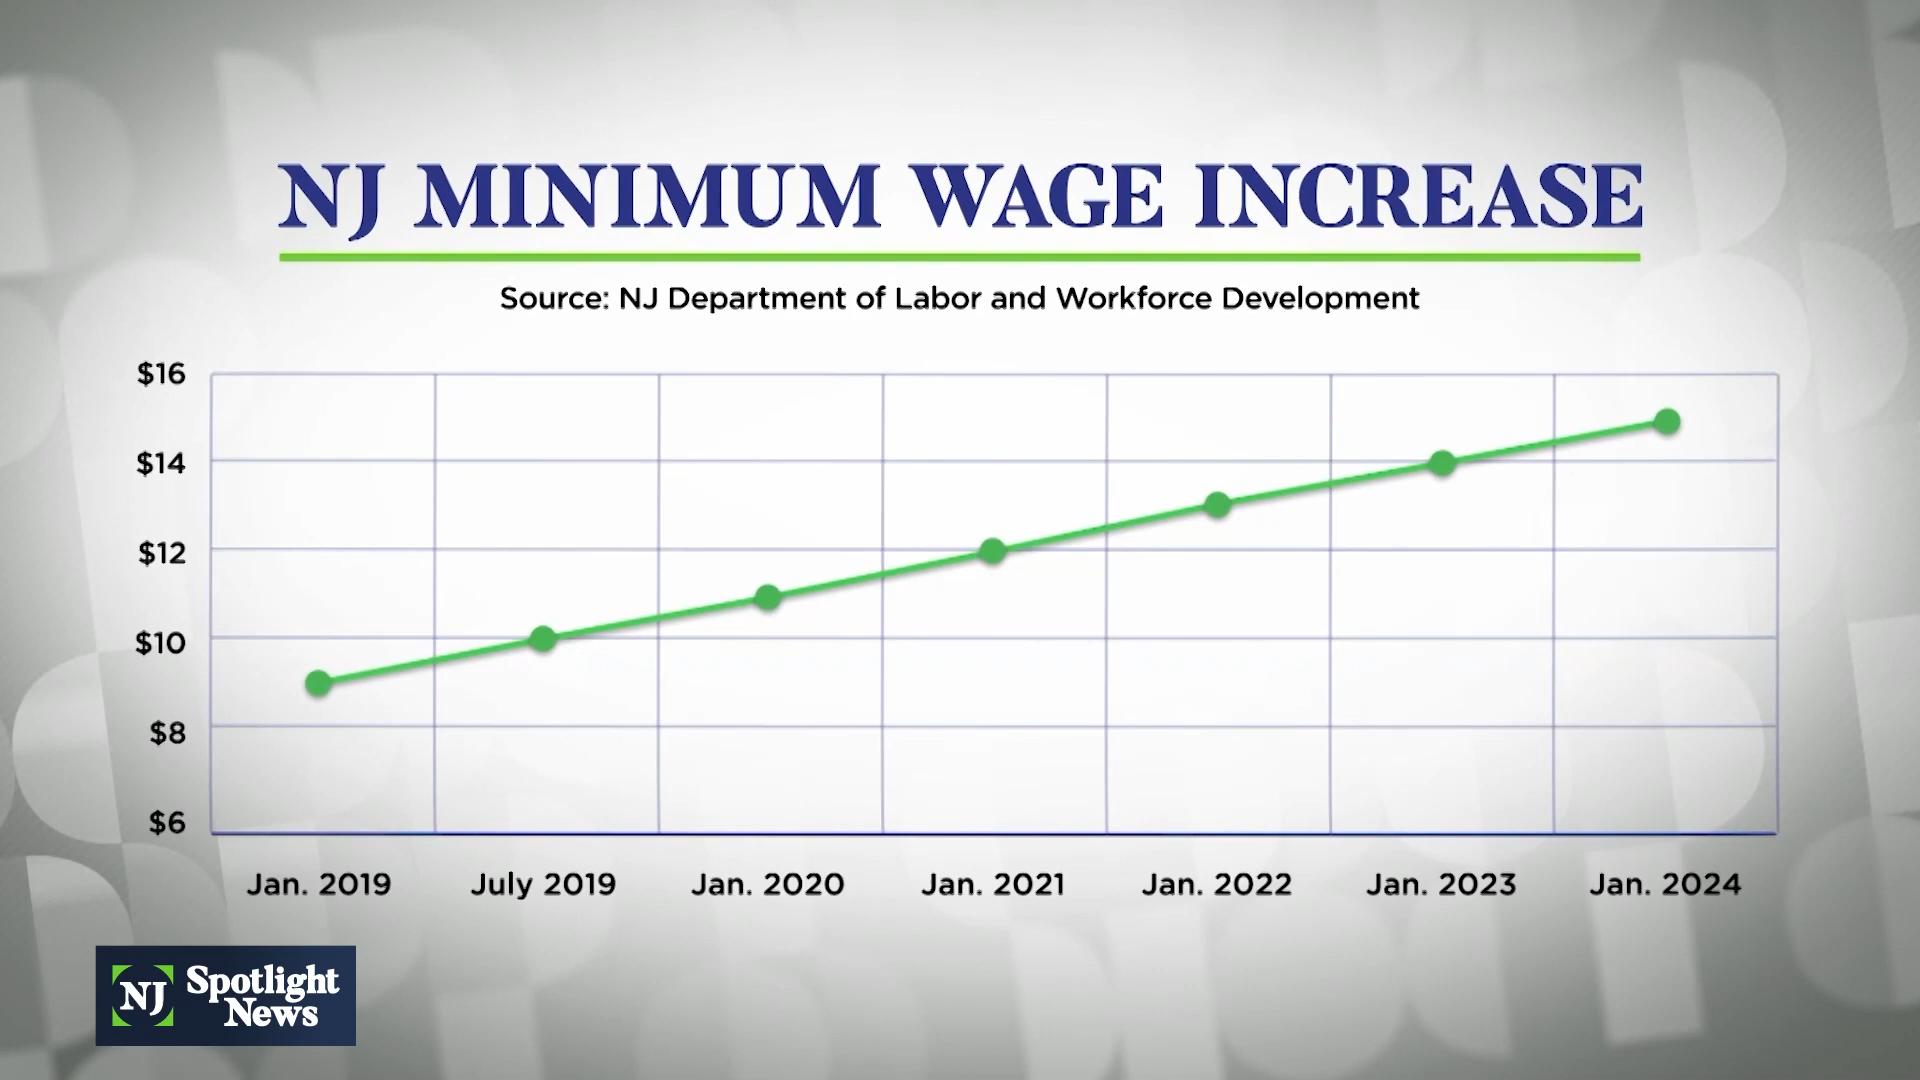 NJ MINIMUM WAGE INCREASE
Source: NJ Department of Labor and Workforce Development
$16
$14
$12
$10
$8
$6
Jan. 2019 July 2019 Jan. 2020 Jan. 2021 Jan. 2022 Jan. 2023 Jan. 2024
NJ Spotlight
News